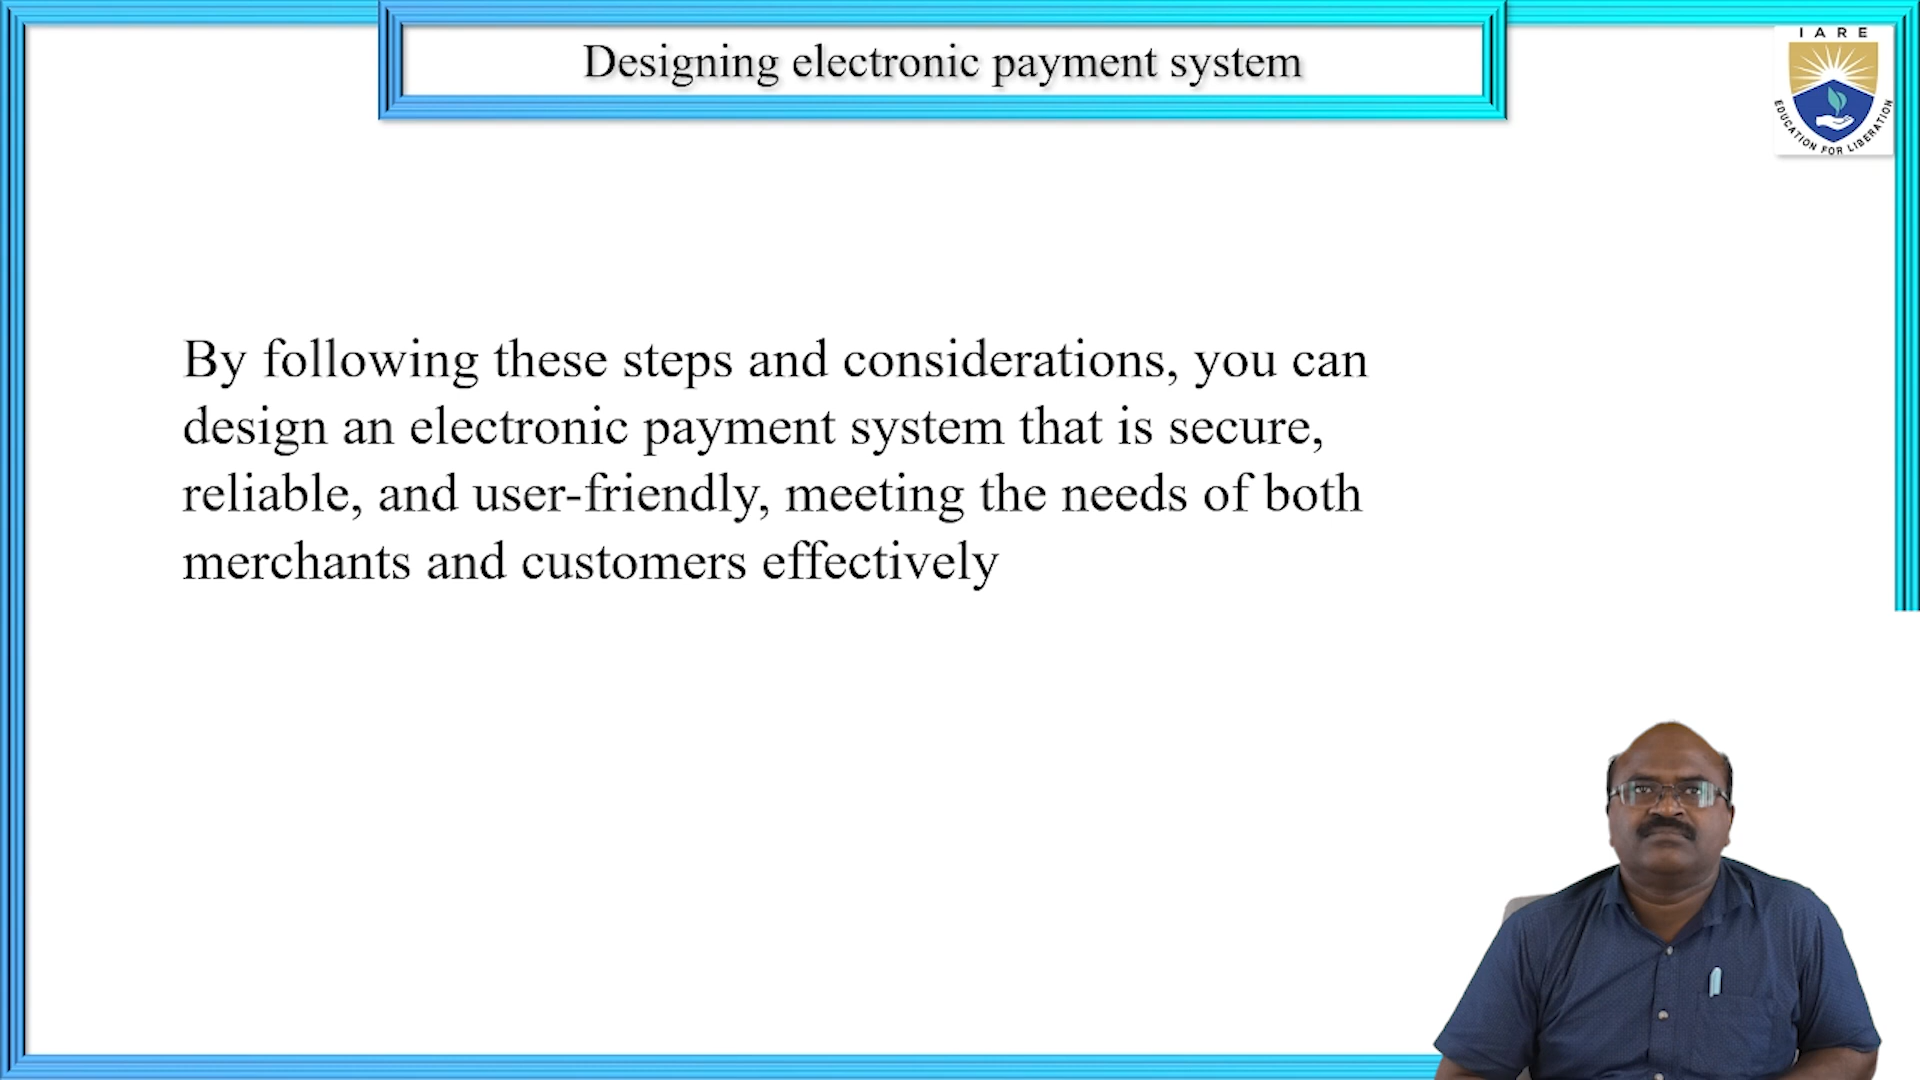 Designing electronic payment system
IARE
EDUCATION FOR LIBERATION
By following these steps and considerations, you can
design an electronic payment system that is secure,
reliable, and user-friendly, meeting the needs of both
merchants and customers effectively